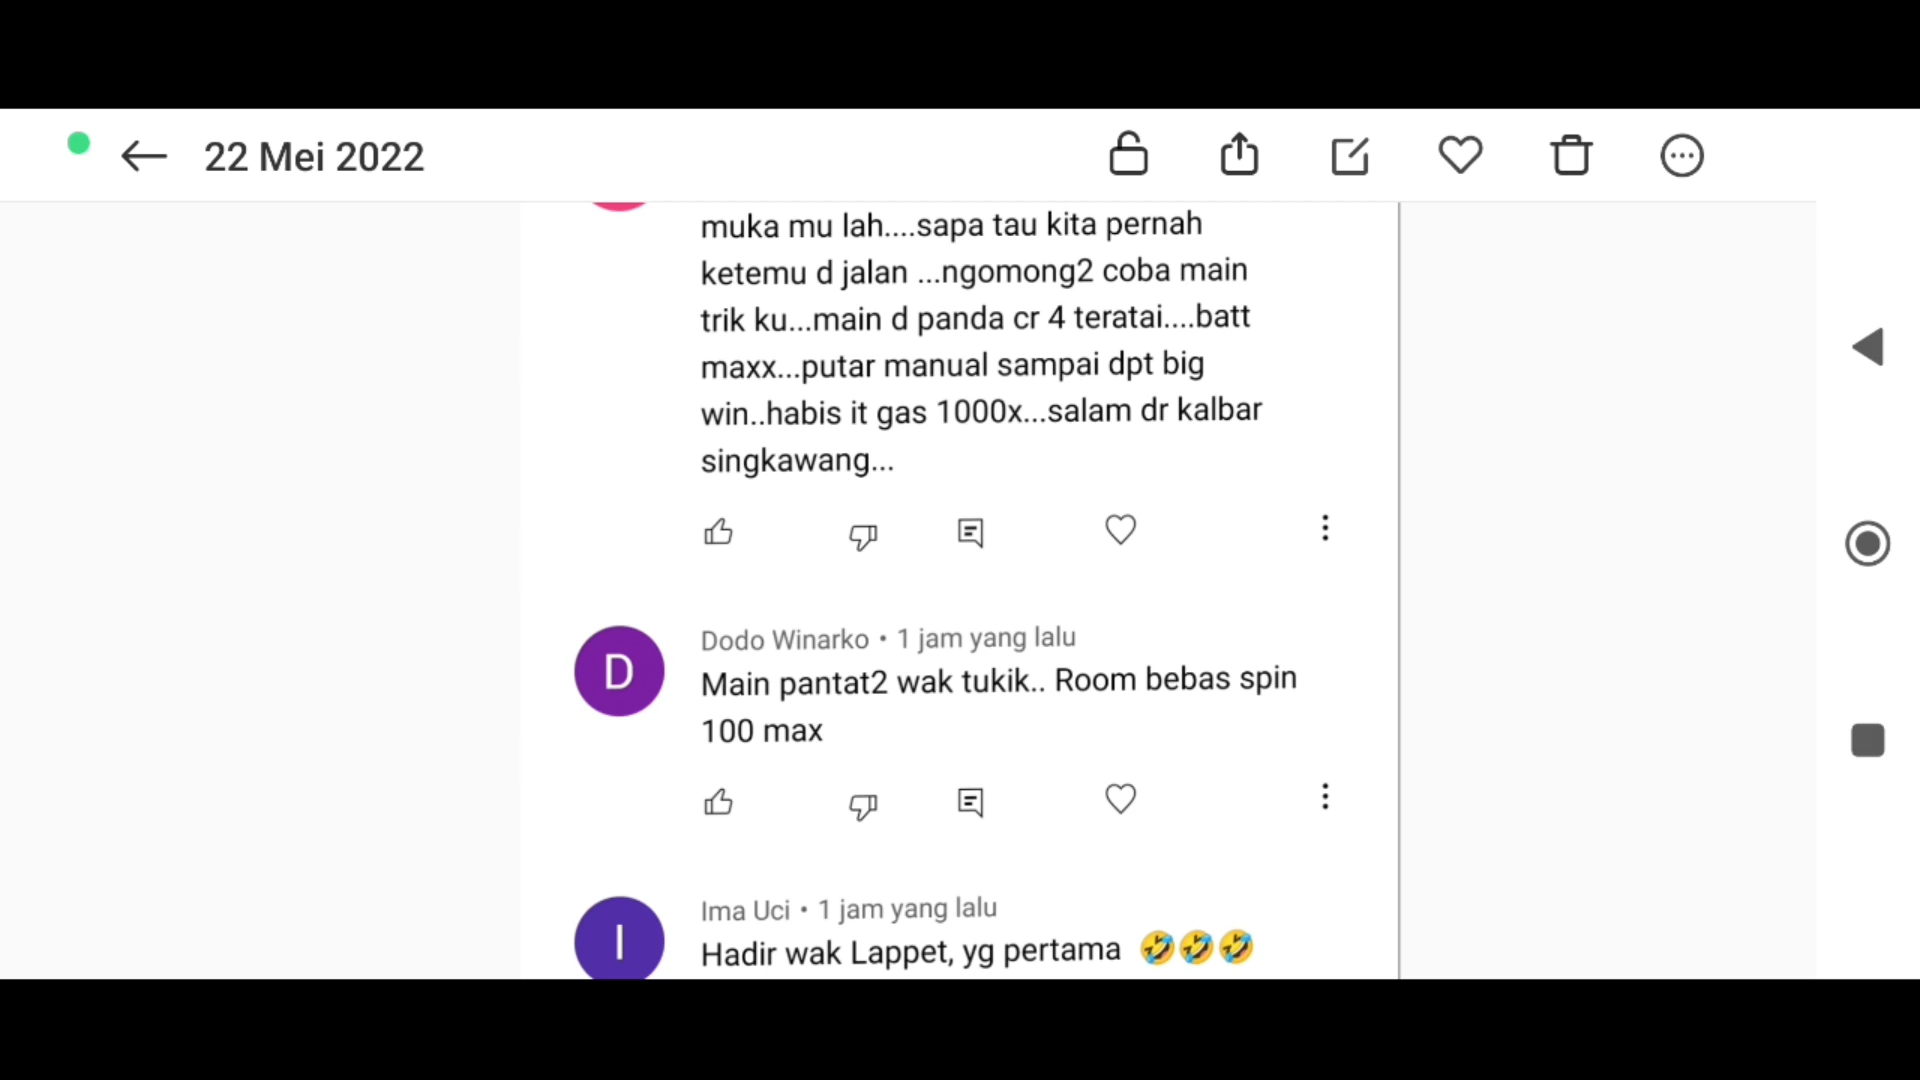 22 Mei 2022
muka mu lah....sapa tau kita pernah
ketemu d jalan ...ngomong2 coba main
trik ku...main d panda cr 4 teratai....batt
maxx...putar manual sampai dpt big
win..habis it gas 1000x...salam dr kalbar
singkawang...
D
Dodo Winarko • 1 jam yang lalu
Main pantat2 wak tukik.. Room bebas spin
100 max
I
Ima Uci • 1 jam yang lalu
Hadir wak Lappet, yg pertama 🤣🤣🤣